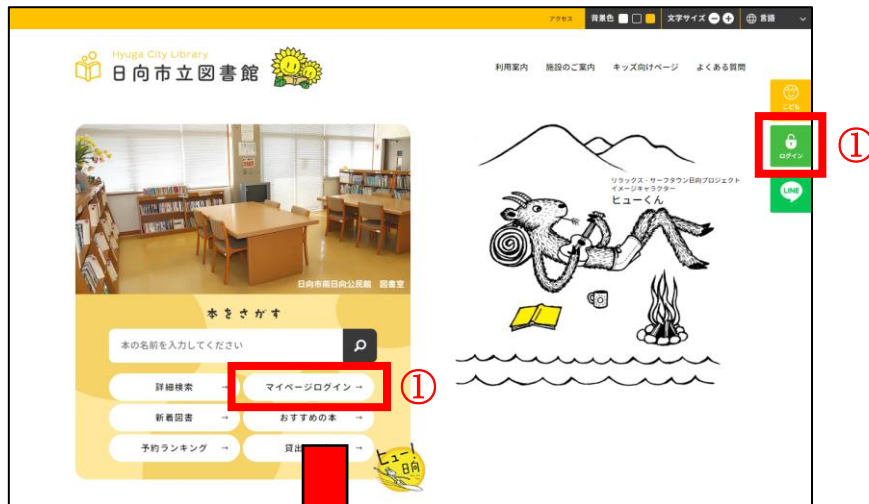 アクセス 背景色 文字サイズ 言語
Hyuga City Library
日向市立図書館
利用案内 施設のご案内 キッズ向けページ よくある質問
こども
ログイン
①
LINE
リラックス・サーフタウン日向プロジェクト
イメージキャラクター
ヒューくん
日向市南日向公民館 図書室
本をさがす
本の名前を入力してください
詳細検索 → マイページログイン →
①
新着図書 → おすすめの本 →
予約ランキング → 貸出 →
ヒュー!
日向